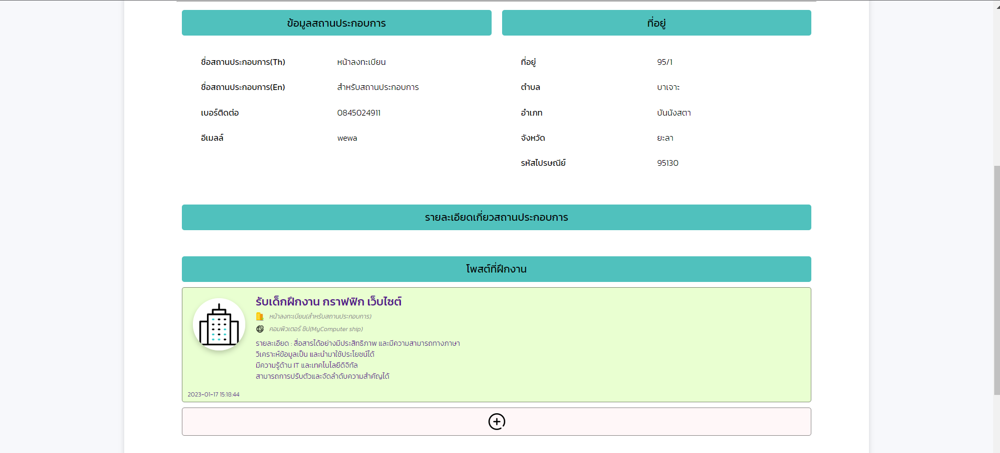 ข้อมูลสถานประกอบการ
ชื่อสถานประกอบการ(Th) หน้าลงทะเบียน
ชื่อสถานประกอบการ(En) สำหรับสถานประกอบการ
เบอร์ติดต่อ 0845024911
อีเมลล์ wewa
ที่อยู่
ที่อยู่ 95/1
ตำบล บาเจาะ
อำเภท บันนังสตา
จังหวัด ยะลา
รหัสไปรษณีย์ 95130
รายละเอียดเกี่ยวสถานประกอบการ
โพสต์ที่ฝึกงาน
รับเด็กฝึกงาน กราฟฟิก เว็บไซต์
หน้าลงทะเบียน(สำหรับสถานประกอบการ)
คอมพิวเตอร์ ชิป(MyComputer ship)
รายละเอียด : สื่อสารได้อย่างมีประสิทธิภาพ และมีความสามารถทางภาษา
วิเคราะห์ข้อมูลเป็น และนำมาใช้ประโยชน์ได้
มีความรู้ด้าน IT และเทคโนโลยีดิจิทัล
สามารถการปรับตัวและจัดลำดับความสำคัญได้
2023-01-17 15:18:44